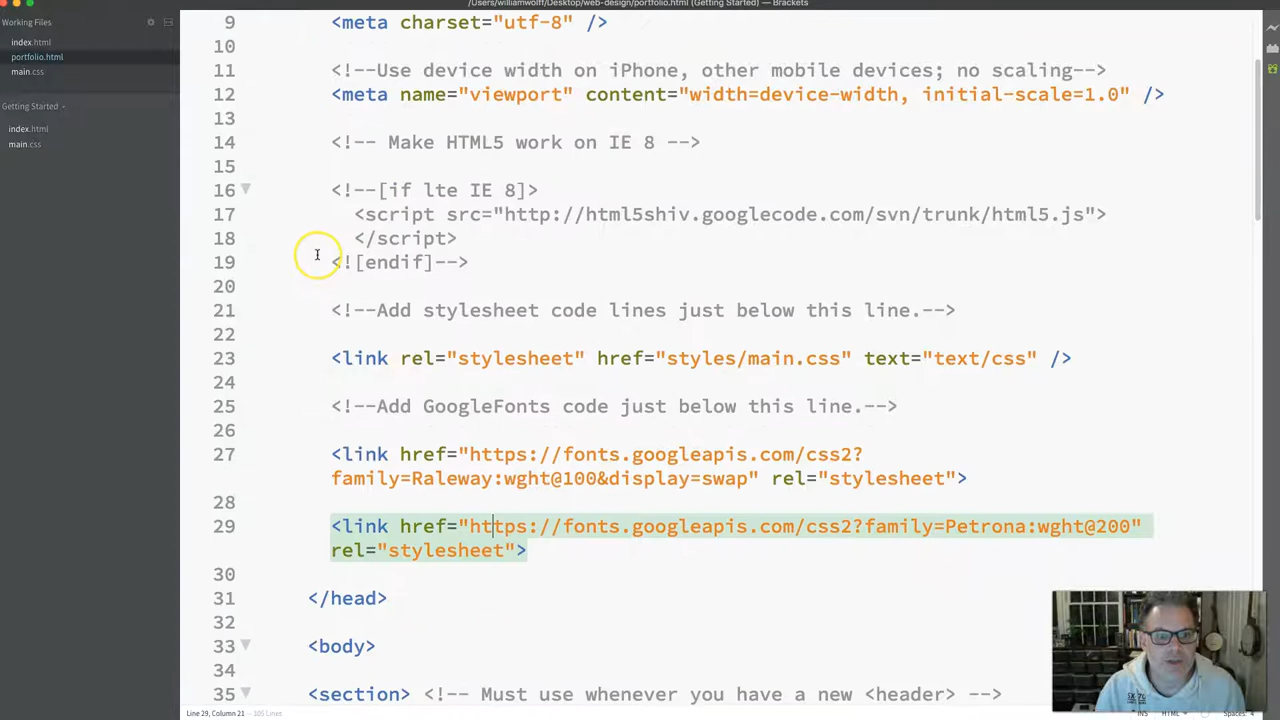 /Users/williamwolff/Desktop/web-design/portfolio.html (Getting Started) — Brackets
Working Files
index.html
portfolio.html
main.css
Getting Started
index.html
main.css
9 <meta charset="utf-8" />
10
11 <!--Use device width on iPhone, other mobile devices; no scaling-->
12 <meta name="viewport" content="width=device-width, initial-scale=1.0" />
13
14 <!-- Make HTML5 work on IE 8 -->
15
16 <!--[if lte IE 8]>
17 <script src="http://html5shiv.googlecode.com/svn/trunk/html5.js">
18 </script>
19 <![endif]-->
20
21 <!--Add stylesheet code lines just below this line.-->
22
23 <link rel="stylesheet" href="styles/main.css" text="text/css" />
24
25 <!--Add GoogleFonts code just below this line.-->
26
27 <link href="https://fonts.googleapis.com/css2?
family=Raleway:wght@100&display=swap" rel="stylesheet">
28
29 <link href="https://fonts.googleapis.com/css2?family=Petrona:wght@200"
rel="stylesheet">
30
31 </head>
32
33 <body>
34
35 <section> <!-- Must use whenever you have a new <header> -->
Line 29, Column 21 — 105 Lines
INS HTML Spaces: 4